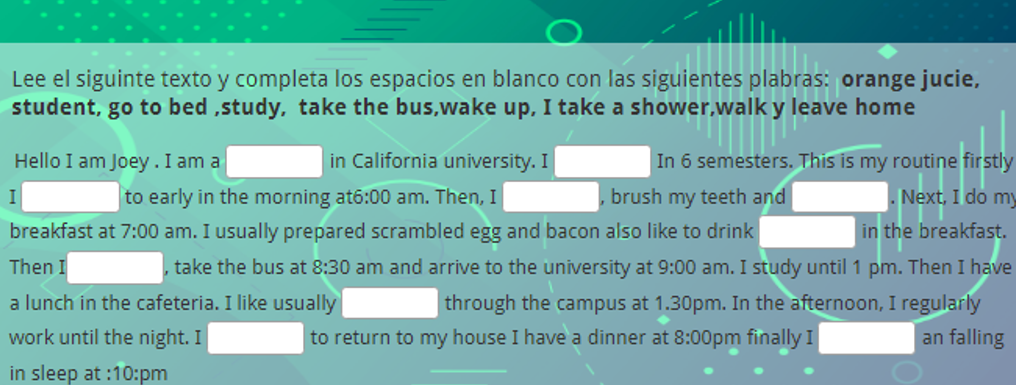 Lee el siguinte texto y completa los espacios en blanco con las siguientes plabras: orange jucie,
student, go to bed ,study, take the bus,wake up, I take a shower,walk y leave home
Hello I am Joey . I am a in California university. I In 6 semesters. This is my routine firstly
I to early in the morning at6:00 am. Then, I , brush my teeth and . Next, I do my
breakfast at 7:00 am. I usually prepared scrambled egg and bacon also like to drink in the breakfast.
Then I , take the bus at 8:30 am and arrive to the university at 9:00 am. I study until 1 pm. Then I have
a lunch in the cafeteria. I like usually through the campus at 1.30pm. In the afternoon, I regularly
work until the night. I to return to my house I have a dinner at 8:00pm finally I an falling
in sleep at :10:pm